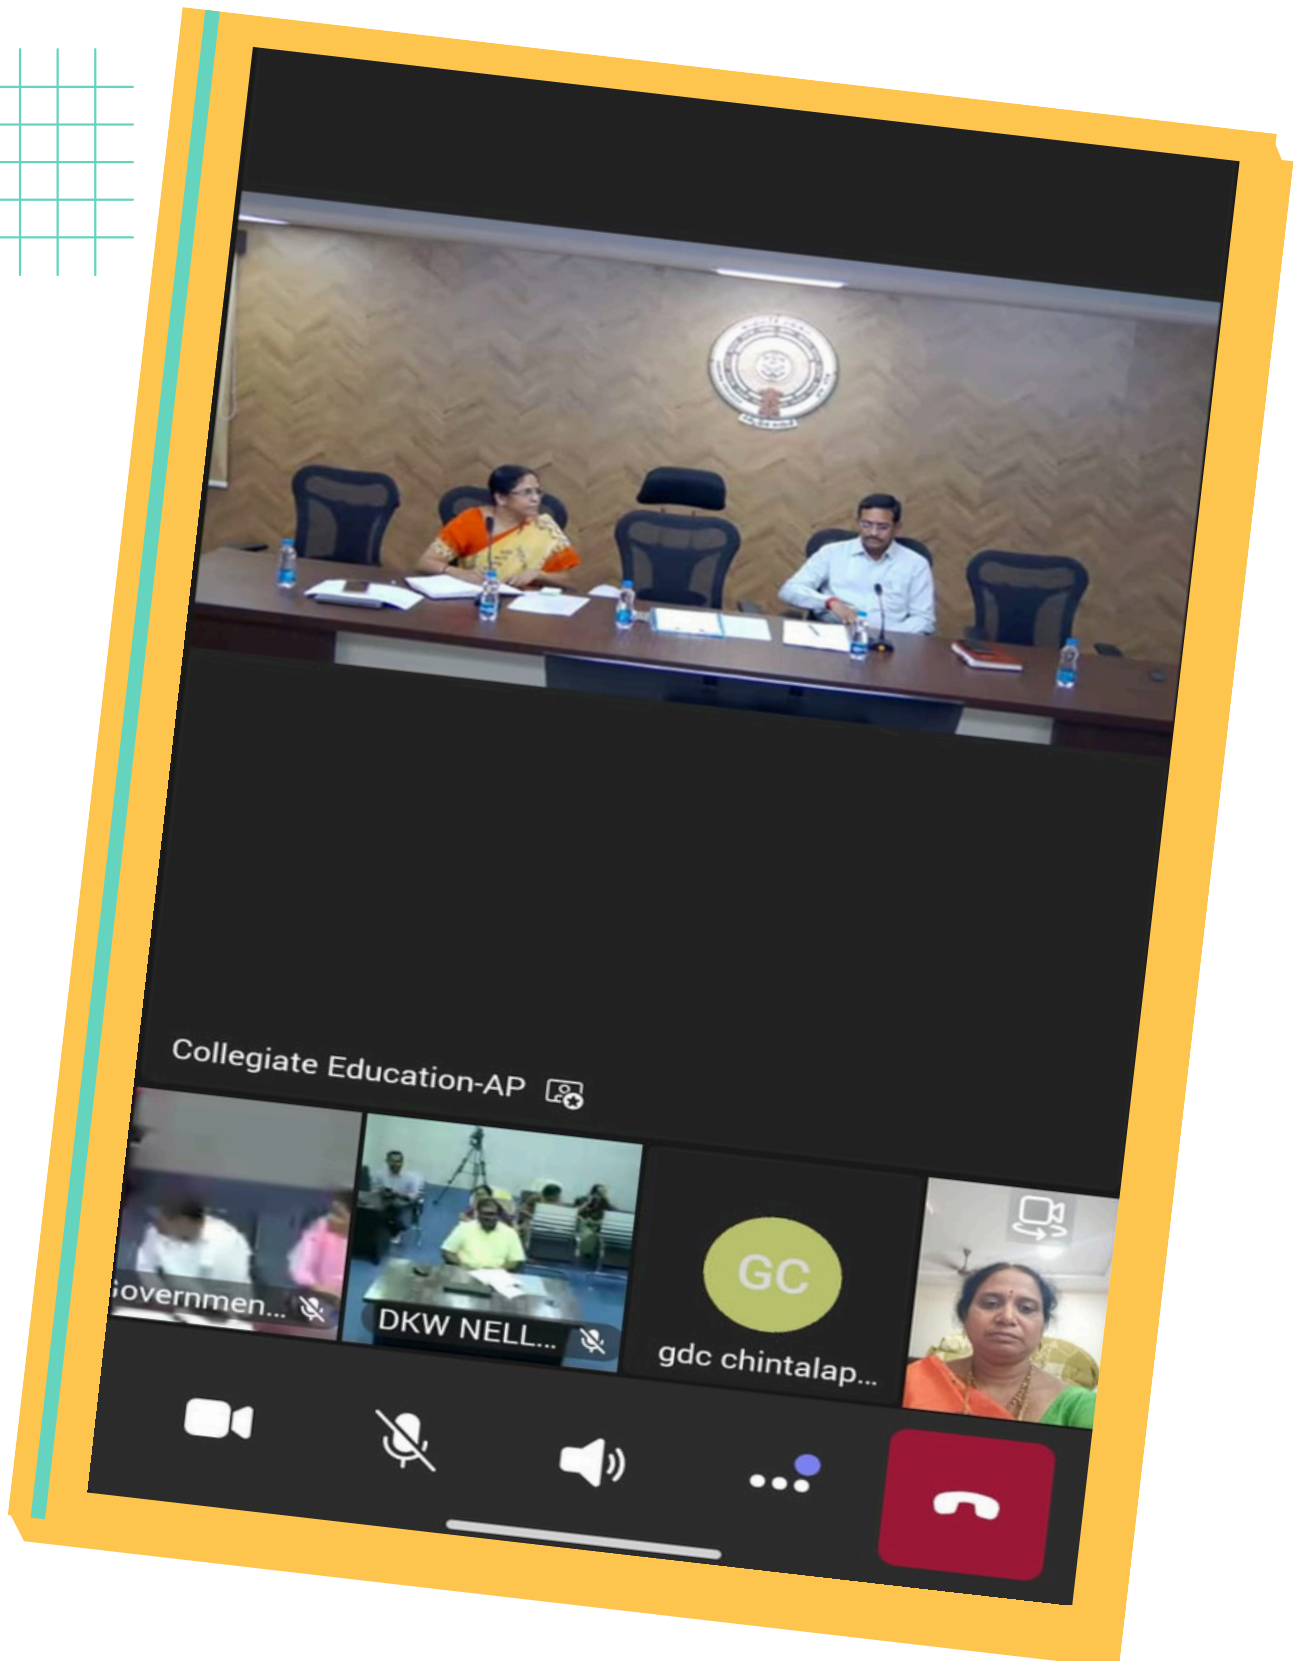 Collegiate Education-AP
overnmen...
DKW NELL...
GC
gdc chintalap...